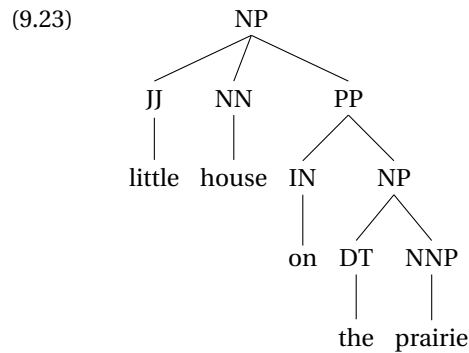 (9.23) NP
JJ NN PP
little house IN NP
on DT NNP
the prairie